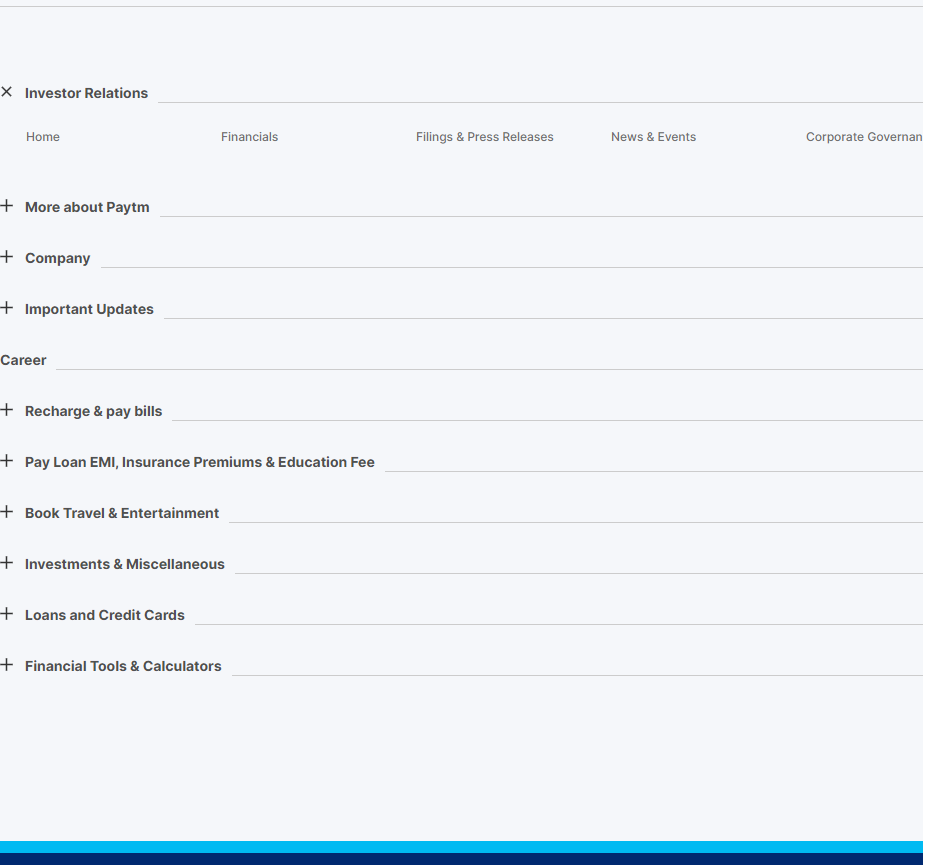 Investor Relations
Home Financials Filings & Press Releases News & Events Corporate Governan
More about Paytm
Company
Important Updates
Career
Recharge & pay bills
Pay Loan EMI, Insurance Premiums & Education Fee
Book Travel & Entertainment
Investments & Miscellaneous
Loans and Credit Cards
Financial Tools & Calculators